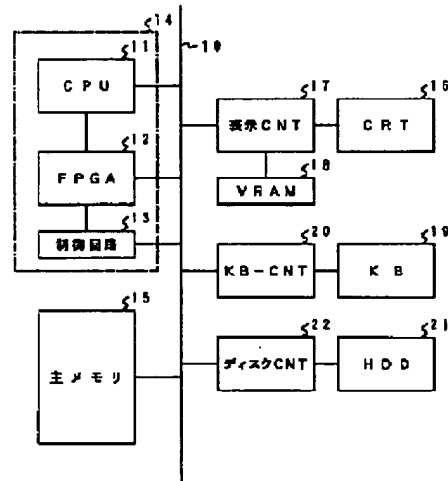 14
11
10
CPU
17
16
表示CNT
CRT
12
18
FPGA
VRAM
13
制御回路
20
19
KB-CNT
KB
15
22
21
主メモリ
ディスクCNT
HDD